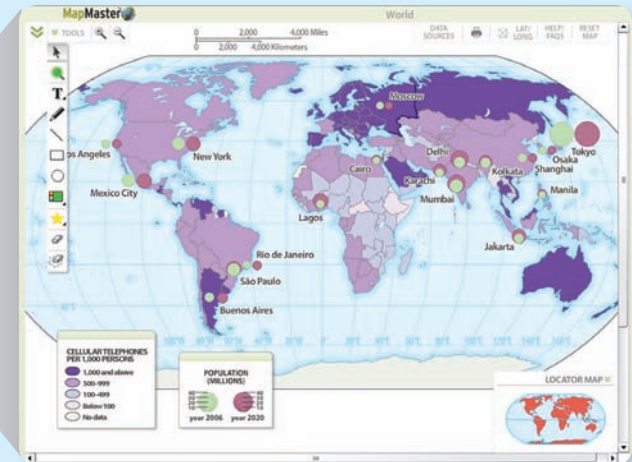 MapMaster
World
TOOLS
0 2,000 4,000 Miles
0 2,000 4,000 Kilometers
DATA SOURCES
LAT/LONG
HELP/FAQS
RESET MAP
T
Moscow
os Angeles
New York
Mexico City
Cairo
Delhi
Karachi
Kolkata
Mumbai
Tokyo
Osaka
Shanghai
Manila
Lagos
Jakarta
Rio de Janeiro
São Paulo
Buenos Aires
CELLULAR TELEPHONES
PER 1,000 PERSONS
1,000 and above
500-999
100-499
Below 100
No data
POPULATION
(MILLIONS)
year 2006 year 2020
LOCATOR MAP